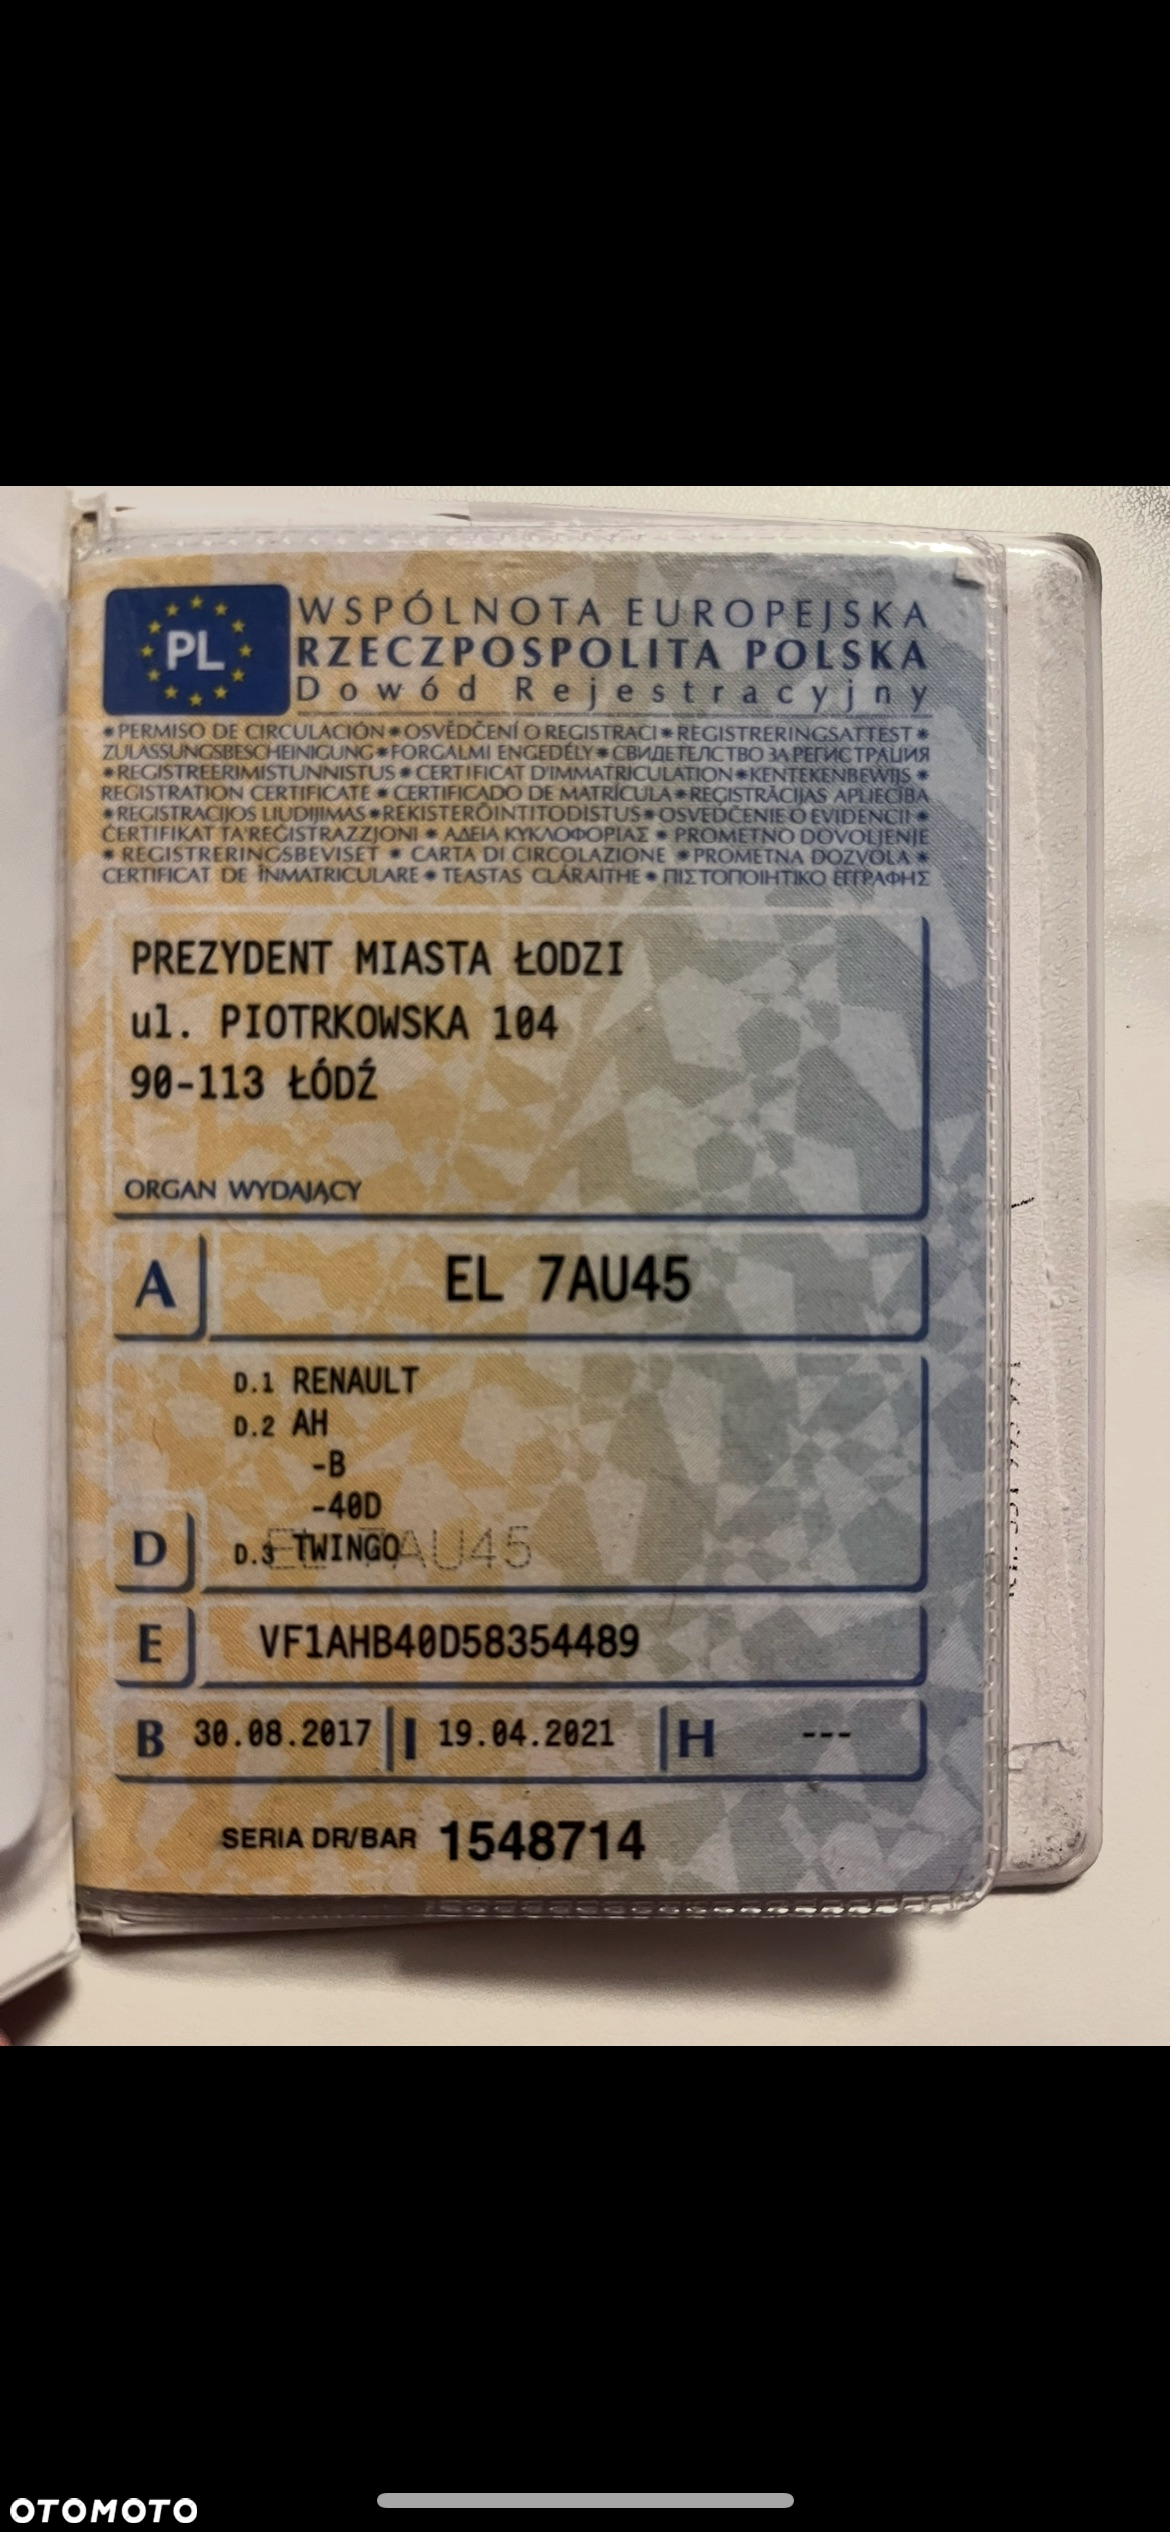 PL
WSPÓLNOTA EUROPEJSKA
RZECZPOSPOLITA POLSKA
Dowód Rejestracyjny
*PERMISO DE CIRCULACIÓN*OSVĚDČENÍ O REGISTRACI*REGISTRERINGSATTEST*
ZULASSUNGSBESCHEINIGUNG*FORGALMI ENGEDÉLY*СВИДЕТЕЛСТВО ЗА РЕГИСТРАЦИЯ
*REGISTREERIMISTUNNISTUS*CERTIFICAT D'IMMATRICULATION*KENTEKENBEWIJS*
REGISTRATION CERTIFICATE*CERTIFICADO DE MATRÍCULA*REĢISTRĀCIJAS APLIECĪBA
*REGISTRACIJOS LIUDIJIMAS*REKISTERÖINTITODISTUS*OSVEDČENIE O EVIDENCII*
ĊERTIFIKAT TA'REĠISTRAZZJONI*ΑΔΕΙΑ ΚΥΚΛΟΦΟΡΙΑΣ*PROMETNO DOVOLJENJE
*REGISTRERINGSBEVISET*CARTA DI CIRCOLAZIONE*PROMETNA DOZVOLA*
CERTIFICAT DE ÎNMATRICULARE*TEASTAS CLÁRAITHE*ΠΙΣΤΟΠΟΙΗΤΙΚΟ ΕΓΓΡΑΦΗΣ
PREZYDENT MIASTA ŁODZI
ul. PIOTRKOWSKA 104
90-113 ŁÓDŹ
ORGAN WYDAJĄCY
A EL 7AU45
D.1 RENAULT
D.2 AH
-B
-40D
D D.3 TWINGO
EL 7AU45
E VF1AHB40D58354489
B 30.08.2017 I 19.04.2021 H ---
SERIA DR/BAR 1548714
OTOMOTO